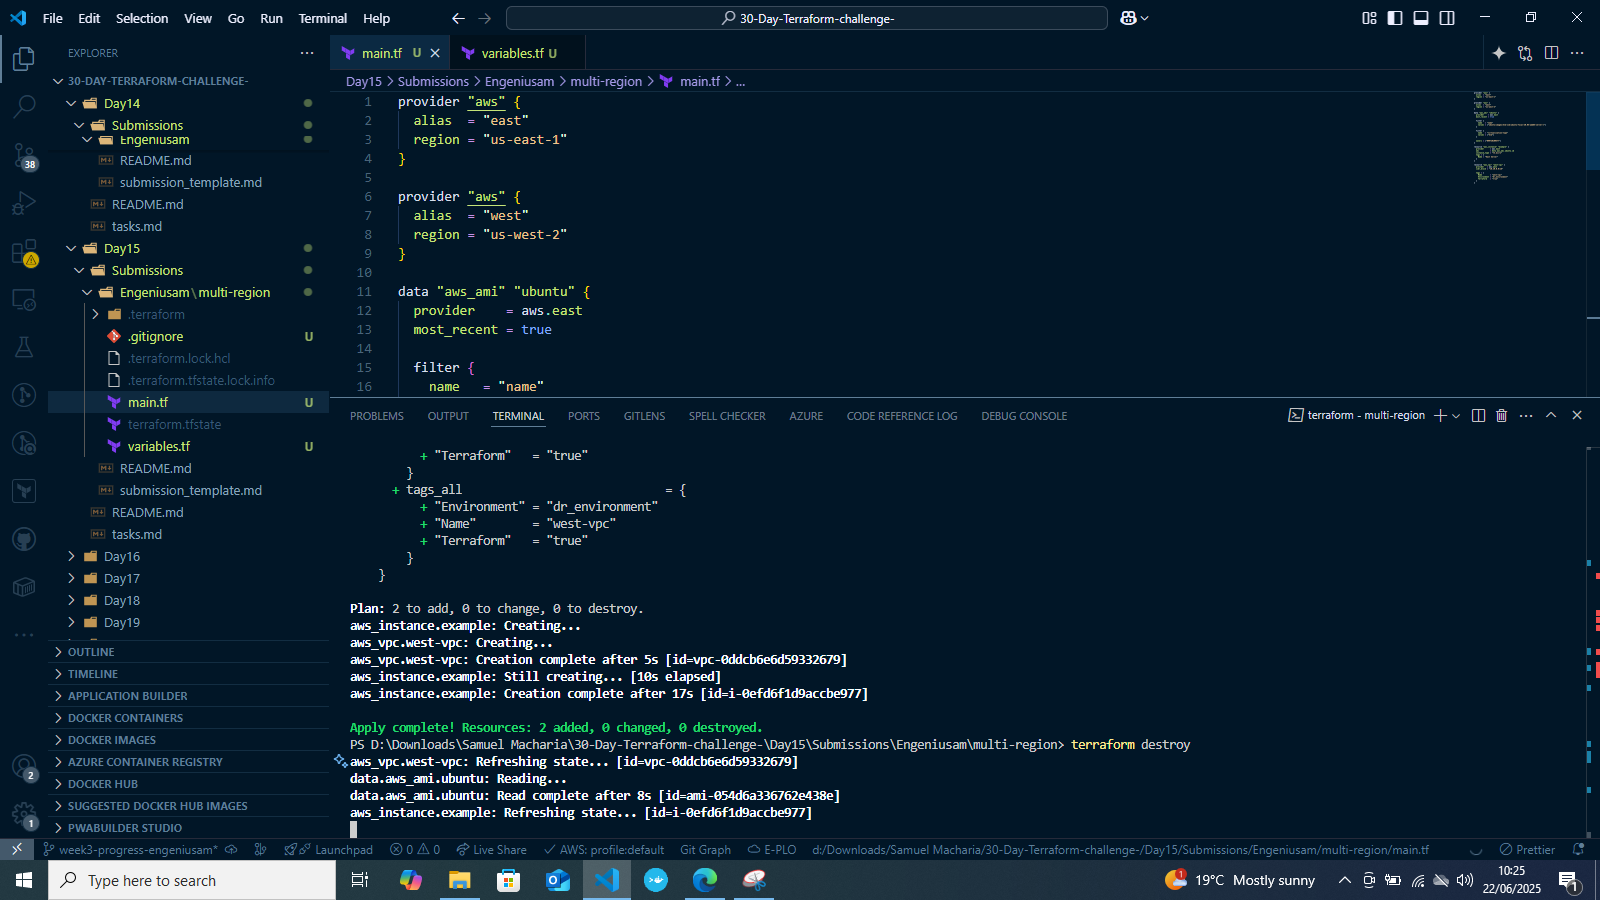 File Edit Selection View Go Run Terminal Help
30-Day-Terraform-challenge-
EXPLORER
30-DAY-TERRAFORM-CHALLENGE-
Day14
Submissions
Engeniusam
README.md
submission_template.md
README.md
tasks.md
Day15
Submissions
Engeniusam\multi-region
.terraform
.gitignore U
.terraform.lock.hcl
.terraform.tfstate.lock.info
main.tf U
terraform.tfstate
variables.tf U
README.md
submission_template.md
README.md
tasks.md
Day16
Day17
Day18
Day19
OUTLINE
TIMELINE
APPLICATION BUILDER
DOCKER CONTAINERS
DOCKER IMAGES
AZURE CONTAINER REGISTRY
DOCKER HUB
SUGGESTED DOCKER HUB IMAGES
PWABUILDER STUDIO
38
2
1
main.tf U
variables.tf U
Day15 > Submissions > Engeniusam > multi-region > main.tf > ...
1 provider "aws" {
2 alias = "east"
3 region = "us-east-1"
4 }
5
6 provider "aws" {
7 alias = "west"
8 region = "us-west-2"
9 }
10
11 data "aws_ami" "ubuntu" {
12 provider = aws.east
13 most_recent = true
14
15 filter {
16 name = "name"
PROBLEMS OUTPUT TERMINAL PORTS GITLENS SPELL CHECKER AZURE CODE REFERENCE LOG DEBUG CONSOLE
terraform - multi-region
+ "Terraform" = "true"
}
+ tags_all = {
+ "Environment" = "dr_environment"
+ "Name" = "west-vpc"
+ "Terraform" = "true"
}
}
Plan: 2 to add, 0 to change, 0 to destroy.
aws_instance.example: Creating...
aws_vpc.west-vpc: Creating...
aws_vpc.west-vpc: Creation complete after 5s [id=vpc-0ddcb6e6d59332679]
aws_instance.example: Still creating... [10s elapsed]
aws_instance.example: Creation complete after 17s [id=i-0efd6f1d9accbe977]
Apply complete! Resources: 2 added, 0 changed, 0 destroyed.
PS D:\Downloads\Samuel Macharia\30-Day-Terraform-challenge-\Day15\Submissions\Engeniusam\multi-region> terraform destroy
aws_vpc.west-vpc: Refreshing state... [id=vpc-0ddcb6e6d59332679]
data.aws_ami.ubuntu: Reading...
data.aws_ami.ubuntu: Read complete after 8s [id=ami-054d6a336762e438e]
aws_instance.example: Refreshing state... [id=i-0efd6f1d9accbe977]
week3-progress-engeniusam* Launchpad 0 0 Live Share AWS: profile:default Git Graph E-PLO d:/Downloads/Samuel Macharia/30-Day-Terraform-challenge-/Day15/Submissions/Engeniusam/multi-region/main.tf Prettier
Type here to search
1
19°C Mostly sunny
10:25
22/06/2025
1